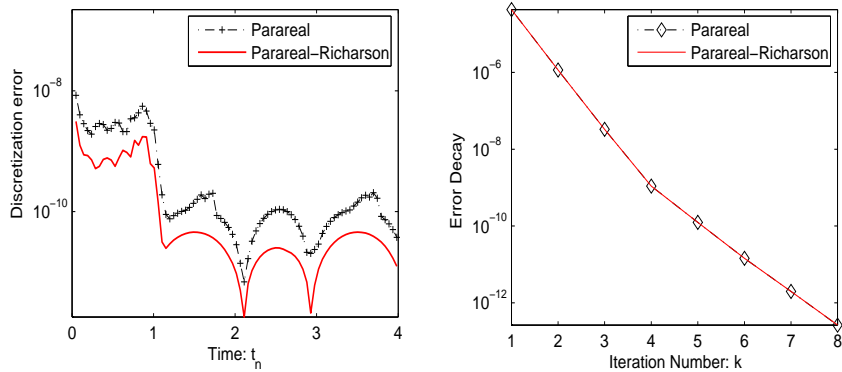 Parareal
Parareal−Richarson
Discretization error
10^-8
10^-10
0
1
2
3
4
Time: t_n
Parareal
Parareal−Richarson
Error Decay
10^-6
10^-8
10^-10
10^-12
1
2
3
4
5
6
7
8
Iteration Number: k